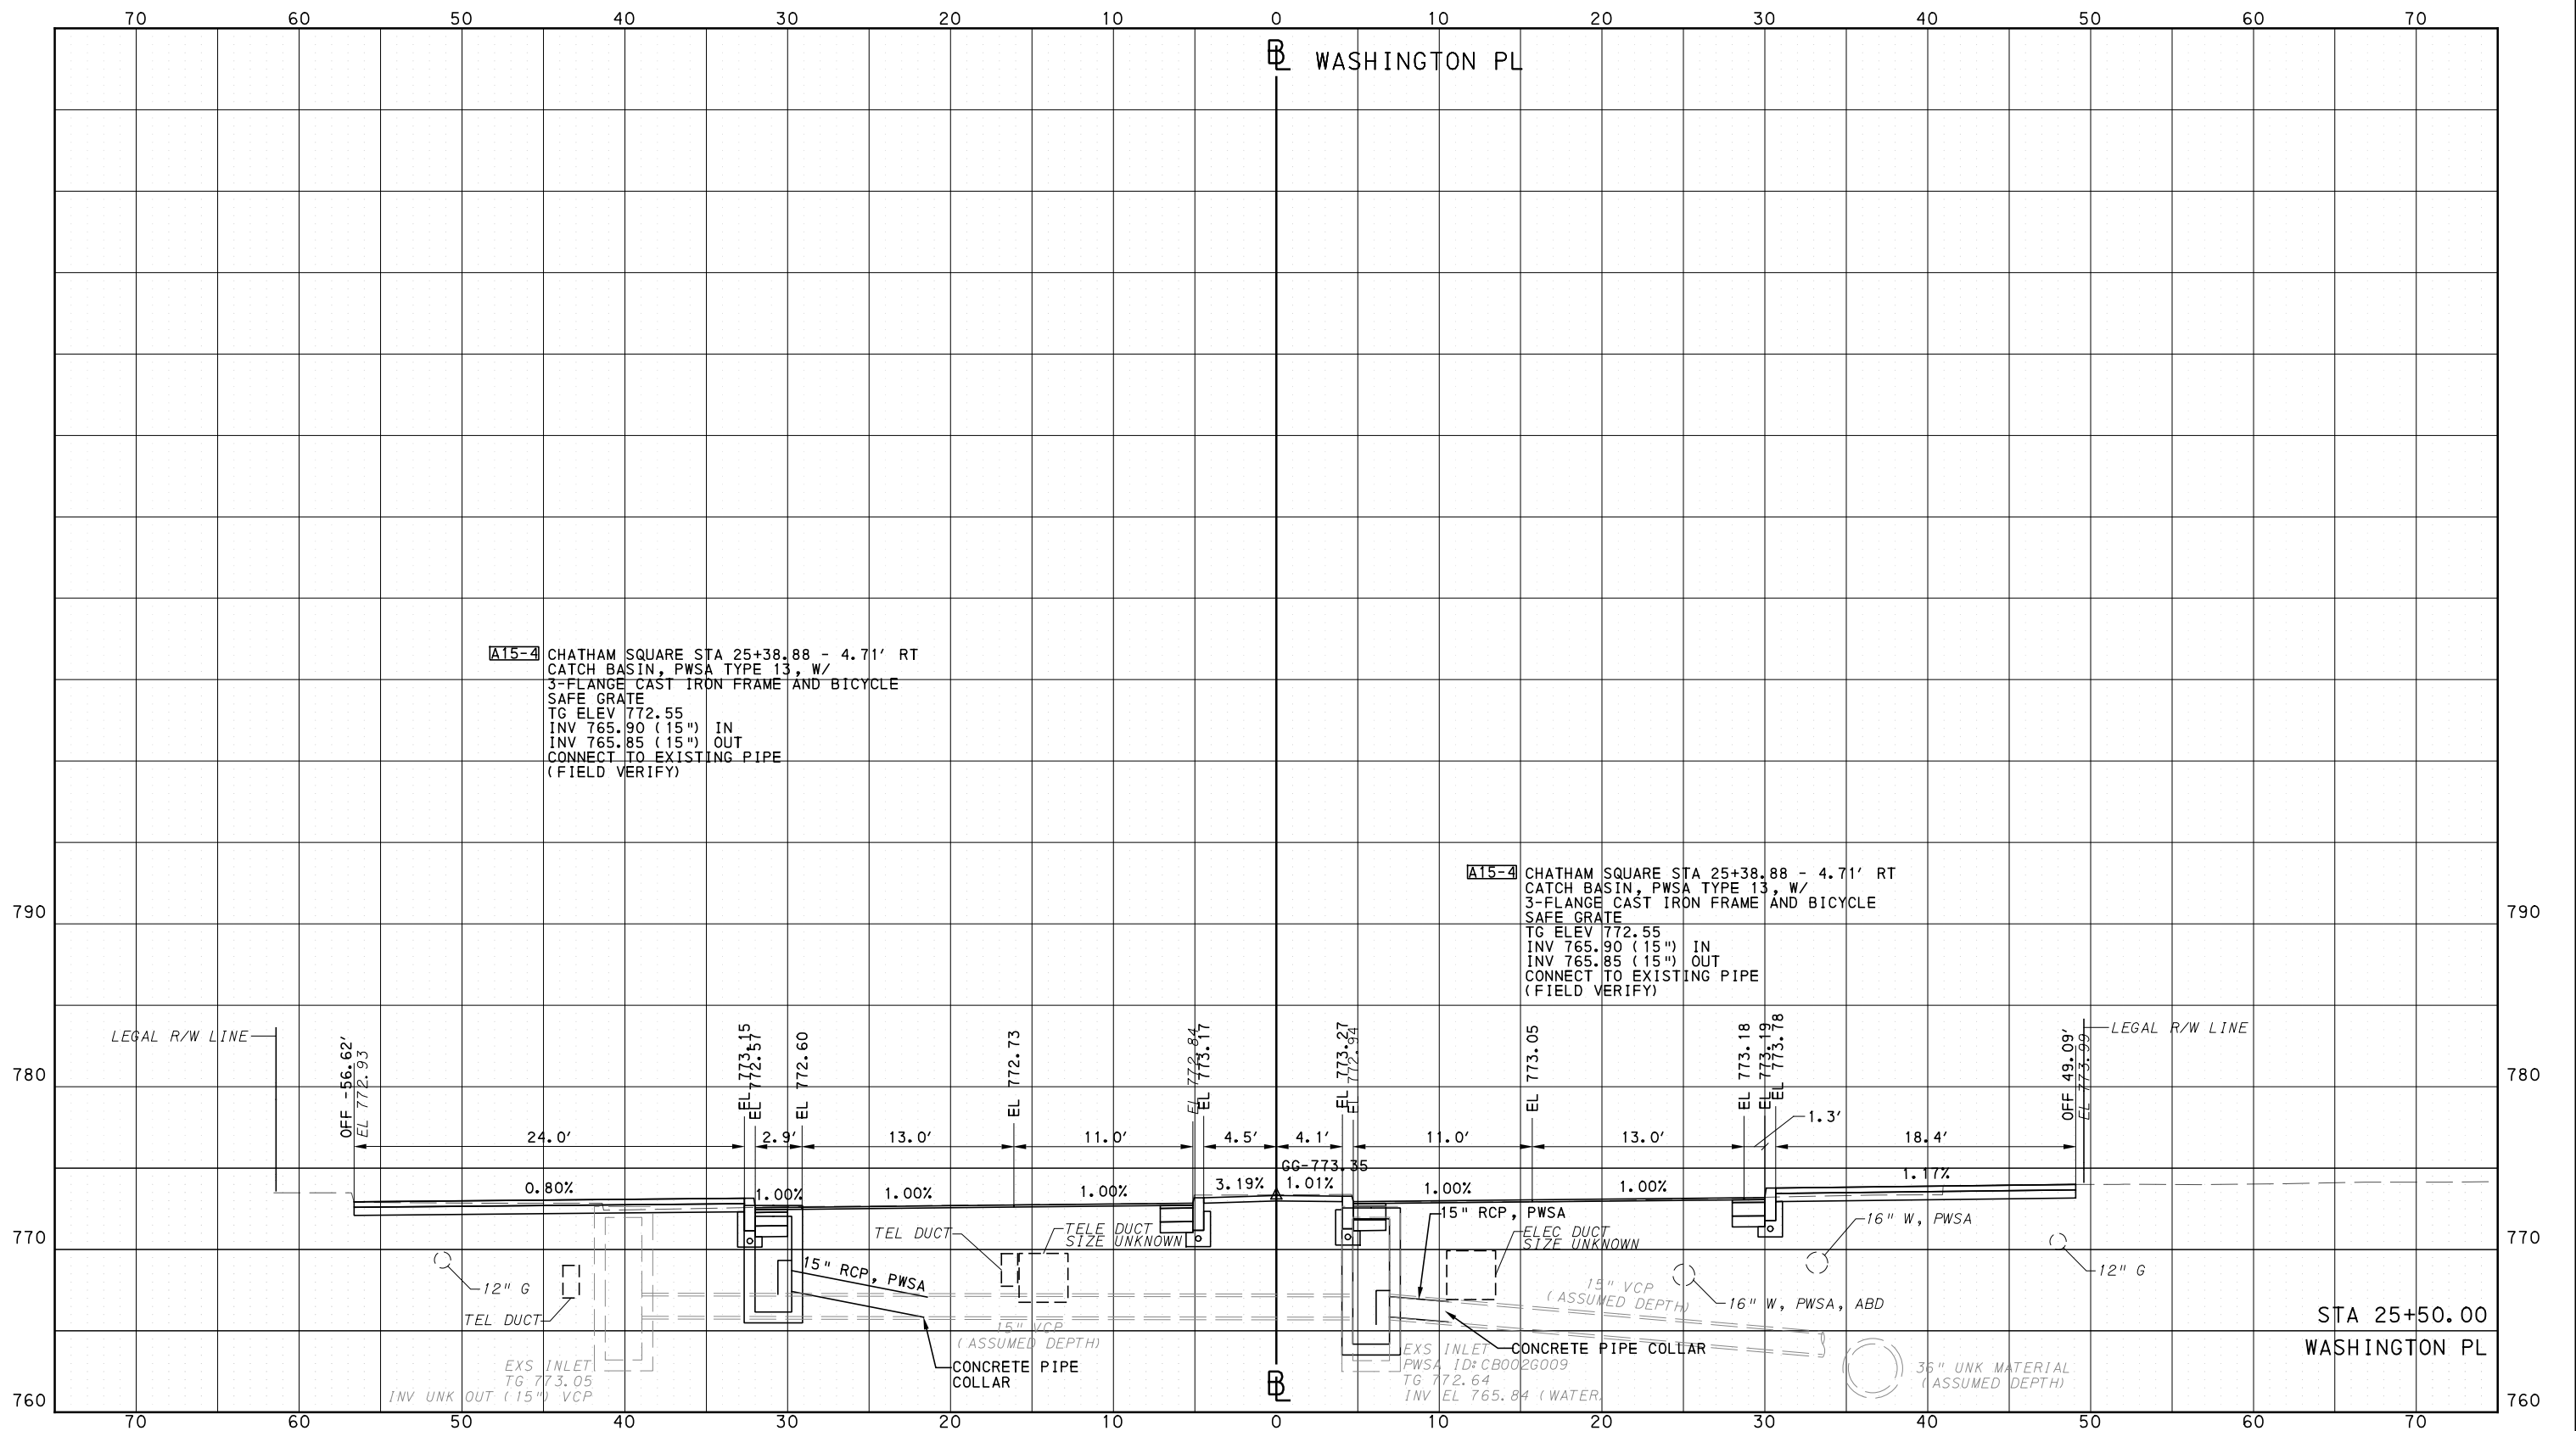 70 60 50 40 30 20 10 0 10 20 30 40 50 60 70
BL WASHINGTON PL
A15-4 CHATHAM SQUARE STA 25+38.88 - 4.71' RT
CATCH BASIN, PWSA TYPE 13, W/
3-FLANGE CAST IRON FRAME AND BICYCLE
SAFE GRATE
TG ELEV 772.55
INV 765.90 (15") IN
INV 765.85 (15") OUT
CONNECT TO EXISTING PIPE
(FIELD VERIFY)
A15-4 CHATHAM SQUARE STA 25+38.88 - 4.71' RT
CATCH BASIN, PWSA TYPE 13, W/
3-FLANGE CAST IRON FRAME AND BICYCLE
SAFE GRATE
TG ELEV 772.55
INV 765.90 (15") IN
INV 765.85 (15") OUT
CONNECT TO EXISTING PIPE
(FIELD VERIFY)
790 790
LEGAL R/W LINE
OFF -56.62'
EL 772.93
EL 773.15
EL 772.57
EL 772.60
EL 772.73
EL 772.84
EL 773.17
EL 773.27
EL 772.94
EL 773.05
EL 773.18
EL 773.19
EL 773.78
OFF 49.09'
EL 773.99
LEGAL R/W LINE
780 780
24.0' 2.9' 13.0' 11.0' 4.5' 4.1' 11.0' 13.0' 1.3' 18.4'
GG-773.35
0.80% 1.00% 1.00% 1.00% 3.19% 1.01% 1.00% 1.00% 1.17%
770 770
12" G
TEL DUCT
15" RCP, PWSA
TEL DUCT
TELE DUCT
SIZE UNKNOWN
15" RCP, PWSA
ELEC DUCT
SIZE UNKNOWN
16" W, PWSA
12" G
16" W, PWSA, ABD
15" VCP
(ASSUMED DEPTH)
15" VCP
(ASSUMED DEPTH)
CONCRETE PIPE
COLLAR
CONCRETE PIPE COLLAR
EXS INLET
TG 773.05
INV UNK OUT (15") VCP
EXS INLET
PWSA ID:CB002G009
TG 772.64
INV EL 765.84 (WATER)
36" UNK MATERIAL
(ASSUMED DEPTH)
STA 25+50.00
WASHINGTON PL
BL
760 760
70 60 50 40 30 20 10 0 10 20 30 40 50 60 70